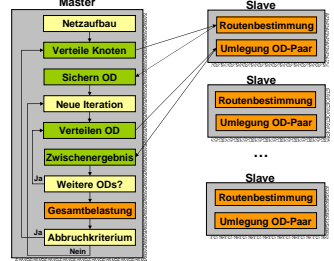 Master
Netzaufbau
Verteile Knoten
Sichern OD
Neue Iteration
Verteilen OD
Zwischenergebnis
Ja
Weitere ODs?
Gesamtbelastung
Ja
Abbruchkriterium
Nein
Slave
Routenbestimmung
Umlegung OD-Paar
Slave
Routenbestimmung
Umlegung OD-Paar
...
Slave
Routenbestimmung
Umlegung OD-Paar